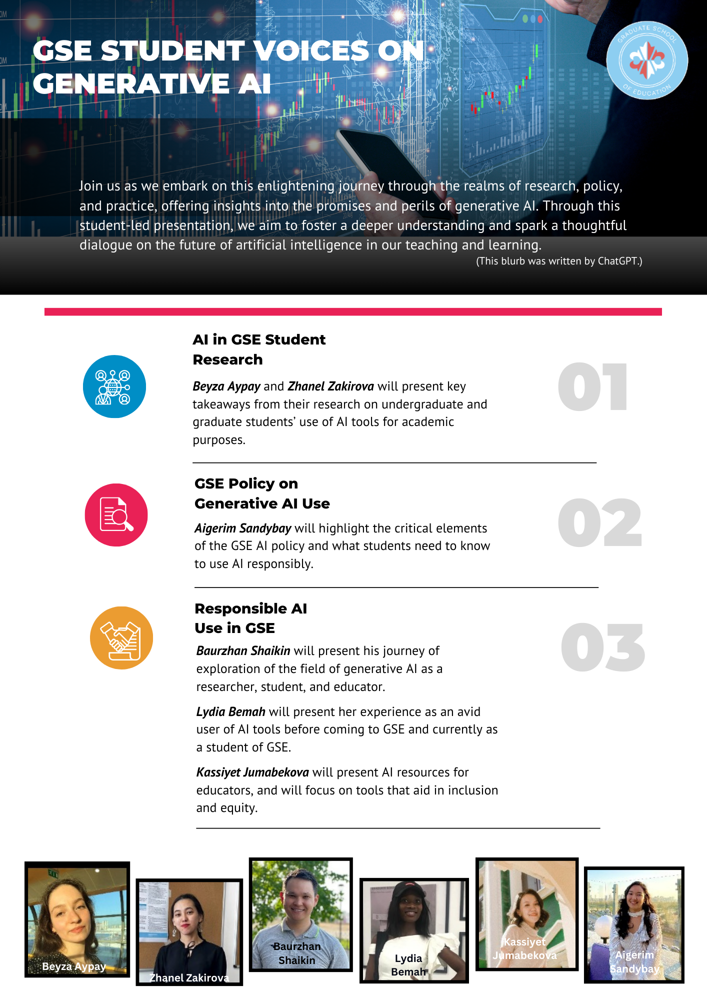 GSE STUDENT VOICES ON
GENERATIVE AI
GRADUATE SCHOOL
OF EDUCATION
Join us as we embark on this enlightening journey through the realms of research, policy,
and practice, offering insights into the promises and perils of generative AI. Through this
student-led presentation, we aim to foster a deeper understanding and spark a thoughtful
dialogue on the future of artificial intelligence in our teaching and learning.
(This blurb was written by ChatGPT.)
AI in GSE Student
Research
01
Beyza Aypay and Zhanel Zakirova will present key
takeaways from their research on undergraduate and
graduate students’ use of AI tools for academic
purposes.
GSE Policy on
Generative AI Use
02
Aigerim Sandybay will highlight the critical elements
of the GSE AI policy and what students need to know
to use AI responsibly.
Responsible AI
Use in GSE
03
Baurzhan Shaikin will present his journey of
exploration of the field of generative AI as a
researcher, student, and educator.
Lydia Bemah will present her experience as an avid
user of AI tools before coming to GSE and currently as
a student of GSE.
Kassiyet Jumabekova will present AI resources for
educators, and will focus on tools that aid in inclusion
and equity.
Beyza Aypay
Zhanel Zakirova
Baurzhan
Shaikin
Lydia
Bemah
Kassiyet
Jumabekova
Aigerim
Sandybay